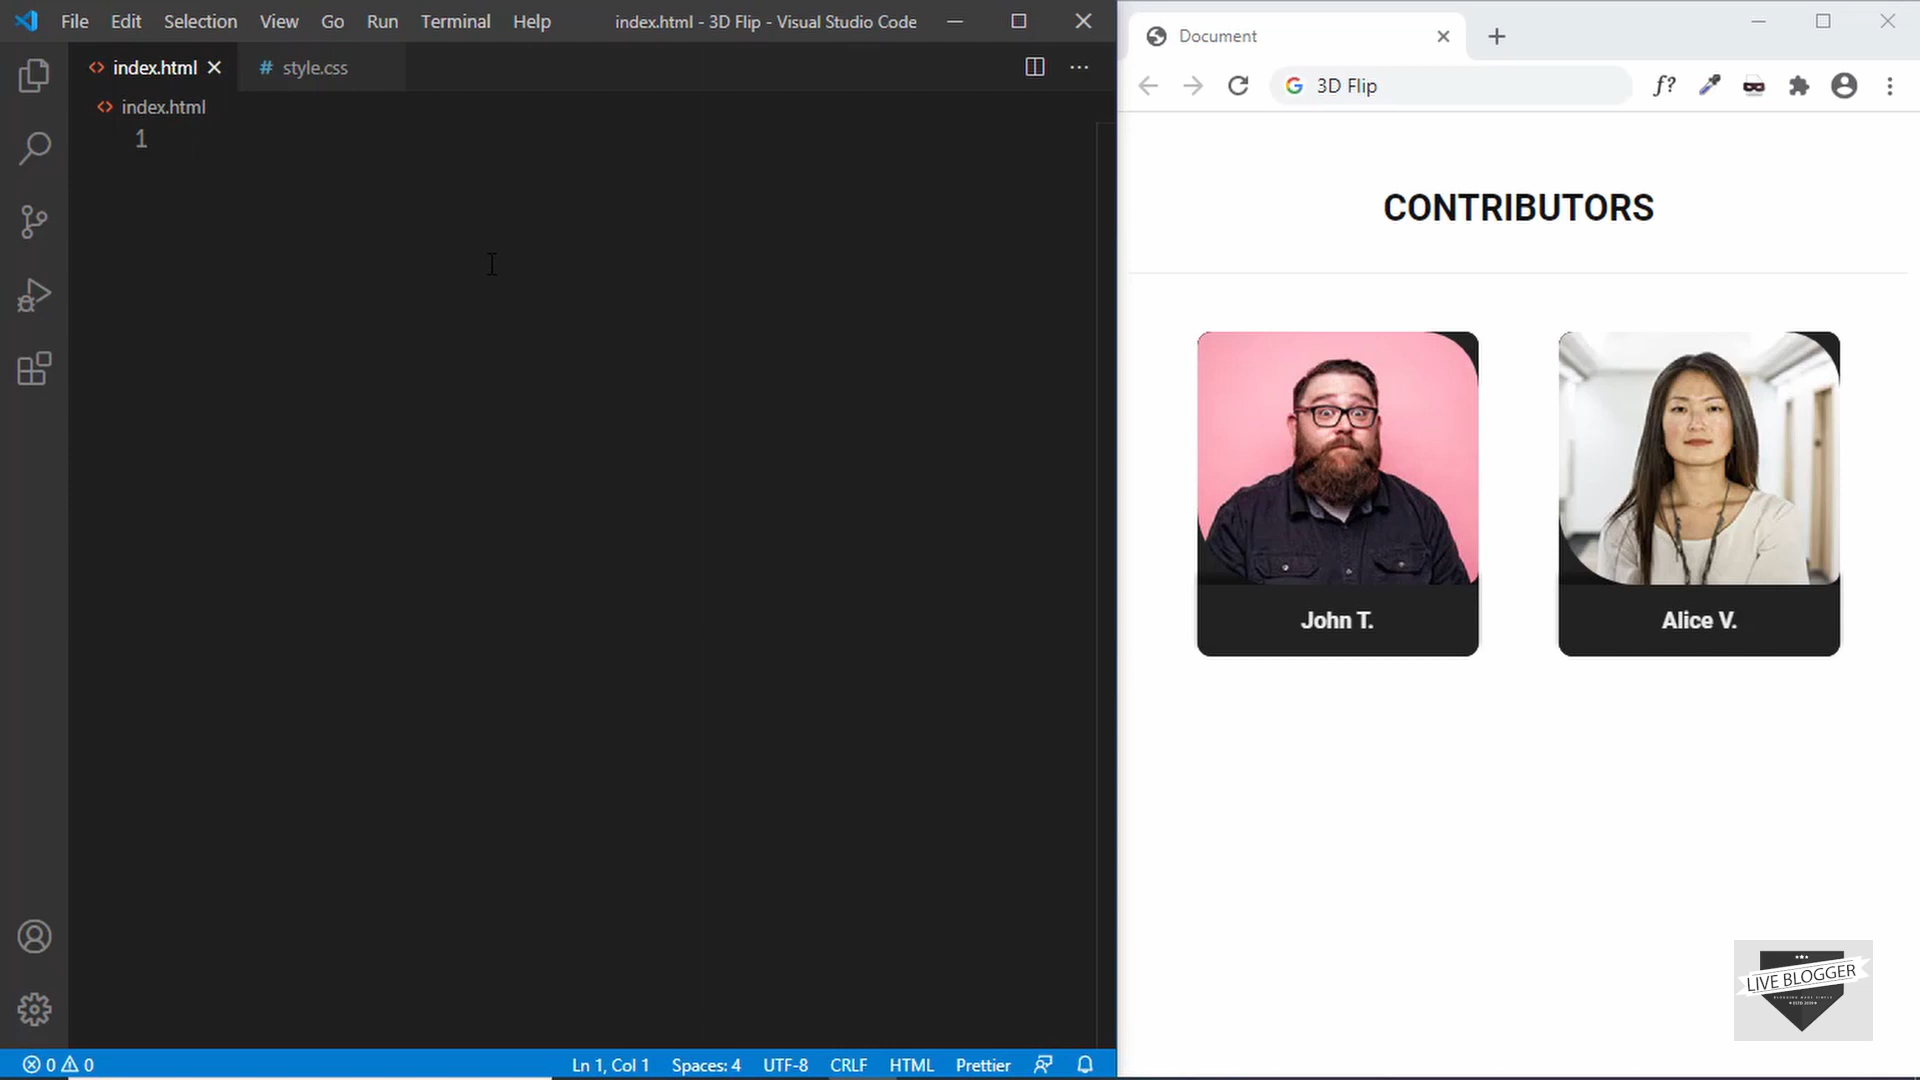 File Edit Selection View Go Run Terminal Help index.html - 3D Flip - Visual Studio Code
index.html # style.css
index.html
1
0 0 Ln 1, Col 1 Spaces: 4 UTF-8 CRLF HTML Prettier
Document
3D Flip f?
CONTRIBUTORS
John T. Alice V.
LIVE BLOGGER